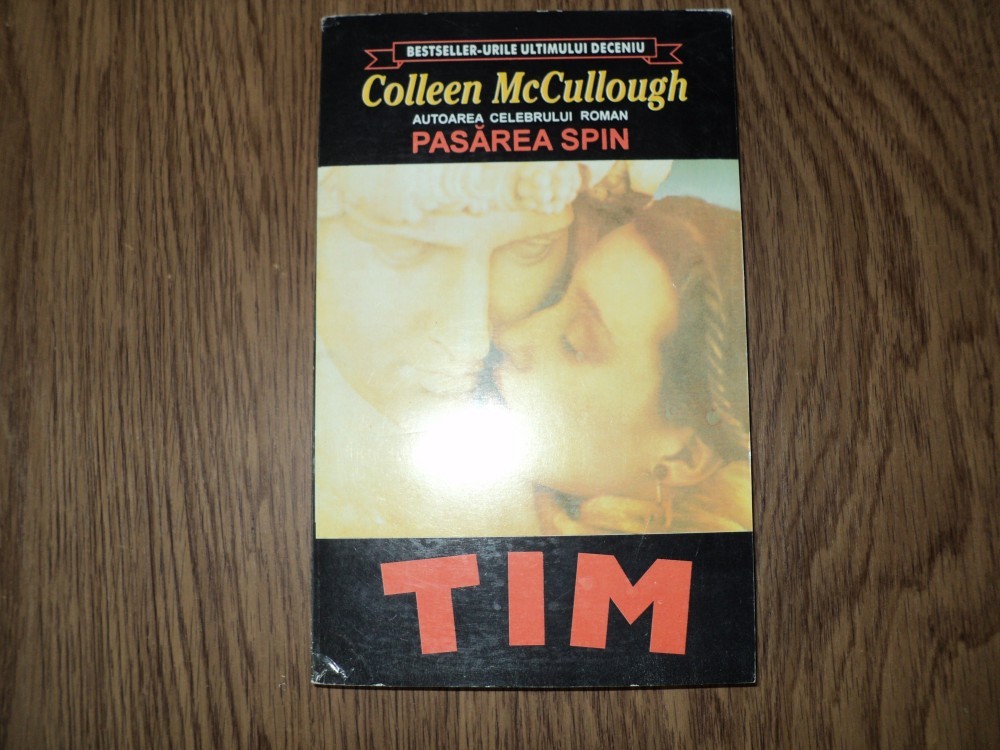 BESTSELLER-URILE ULTIMULUI DECENIU
Colleen McCullough
AUTOAREA CELEBRULUI ROMAN
PASĂREA SPIN
TIM